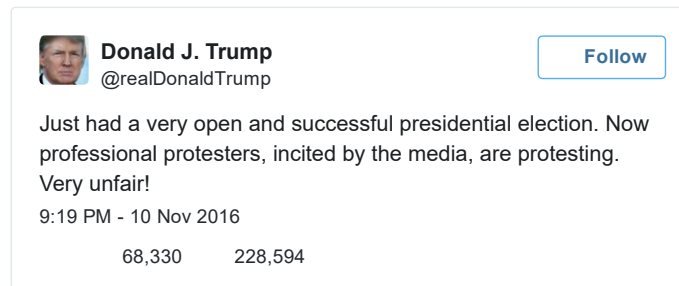 Donald J. Trump
Follow
@realDonaldTrump
Just had a very open and successful presidential election. Now
professional protesters, incited by the media, are protesting.
Very unfair!
9:19 PM - 10 Nov 2016
68,330 228,594